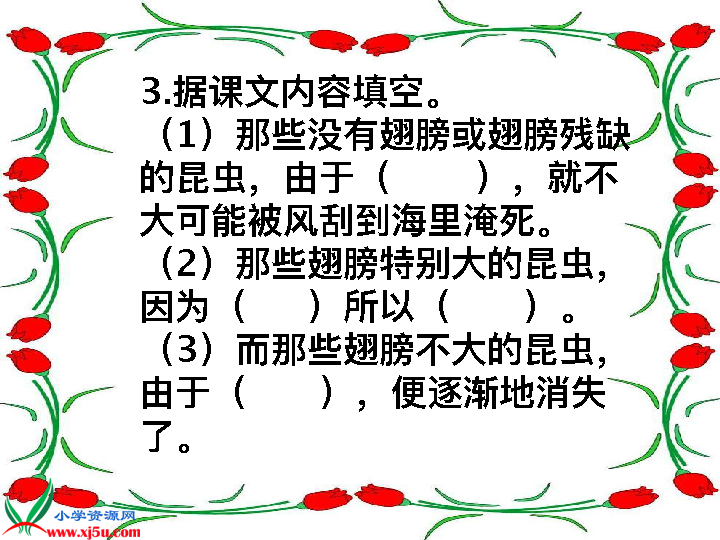 3.据课文内容填空。
（1）那些没有翅膀或翅膀残缺
的昆虫，由于（　　），就不
大可能被风刮到海里淹死。
（2）那些翅膀特别大的昆虫，
因为（　　）所以（　　）。
（3）而那些翅膀不大的昆虫，
由于（　　），便逐渐地消失
了。
小学资源网
www.xj5u.com